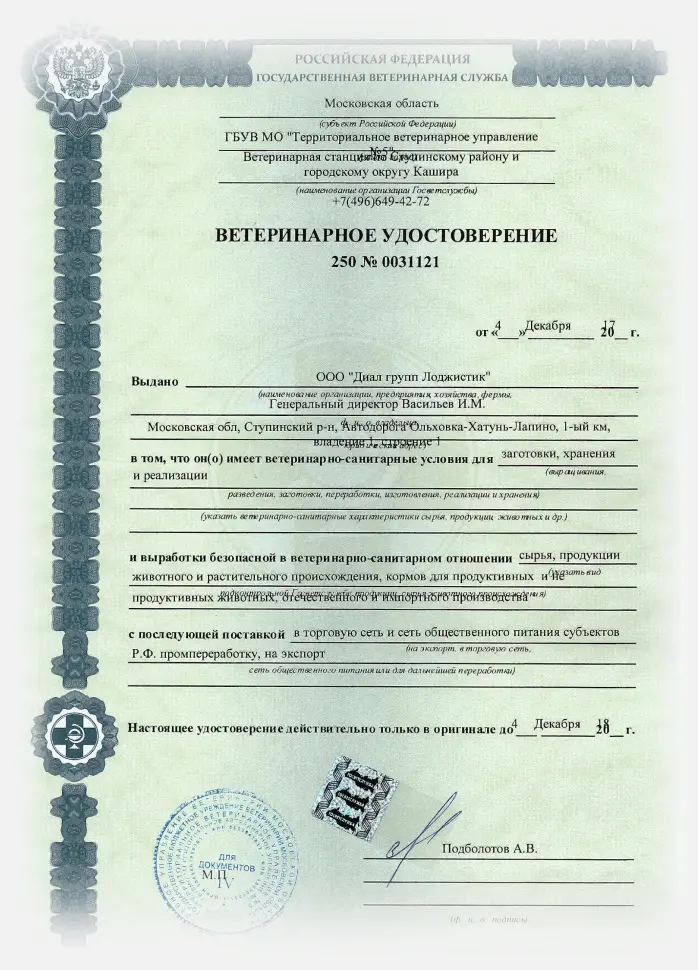 РОССИЙСКАЯ ФЕДЕРАЦИЯ
ГОСУДАРСТВЕННАЯ ВЕТЕРИНАРНАЯ СЛУЖБА
Московская область
(субъект Российской Федерации)
ГБУВ МО "Территориальное ветеринарное управление
№5"
Ветеринарная станция по Ступинскому району и
городскому округу Кашира
(наименование организации Госветслужбы)
+7(496)649-42-72
ВЕТЕРИНАРНОЕ УДОСТОВЕРЕНИЕ
250 № 0031121
от «4» Декабря 2017 г.
Выдано ООО "Диал групп Лоджистик"
(наименование организации, предприятия, хозяйства, фермы,
Генеральный директор Васильев И.М.
ф. и. о. владельца,
Московская обл, Ступинский р-н, Автодорога Ольховка-Хатунь-Лапино, 1-ый км,
владение 1, строение 1
в том, что он(о) имеет ветеринарно-санитарные условия для заготовки, хранения
(выращивания,
и реализации
разведения, заготовки, переработки, изготовления, реализации и хранения)
(указать ветеринарно-санитарные характеристики сырья, продукции, животных и др.)
и выработки безопасной в ветеринарно-санитарном отношении сырья, продукции
(указать вид
животного и растительного происхождения, кормов для продуктивных и не
продуктивных животных, отечественного и импортного производства
с последующей поставкой в торговую сеть и сеть общественного питания субъектов
(на экспорт, в торговую сеть,
Р.Ф. промпереработку, на экспорт
сеть общественного питания или для дальнейшей переработки)
Настоящее удостоверение действительно только в оригинале до 4 Декабря 2018 г.
ДЛЯ
ДОКУМЕНТОВ
М.П.
IV
Подболотов А.В.
(ф. и. о. подпись)